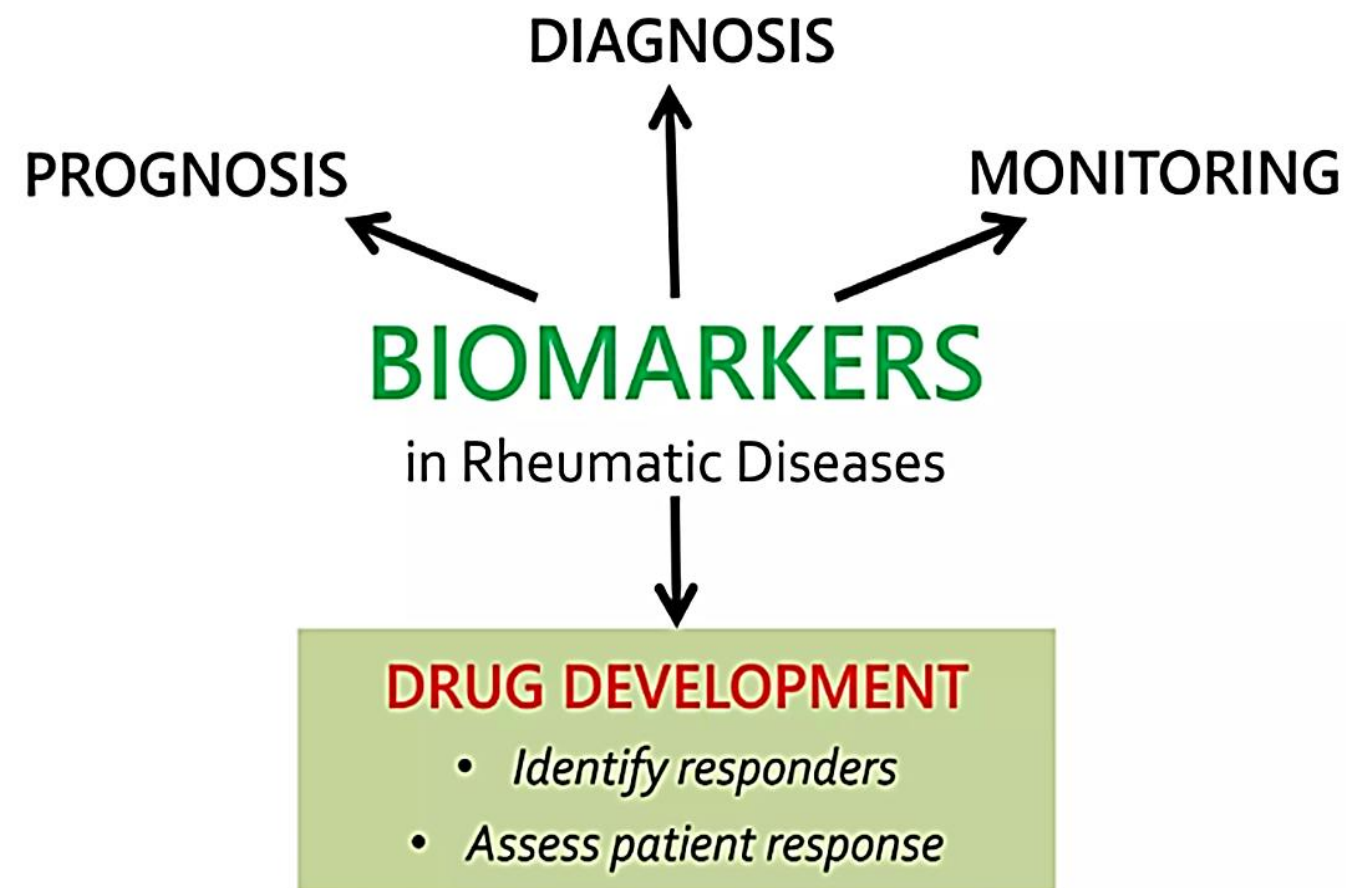 DIAGNOSIS
PROGNOSIS
MONITORING
BIOMARKERS
in Rheumatic Diseases
DRUG DEVELOPMENT
• Identify responders
• Assess patient response